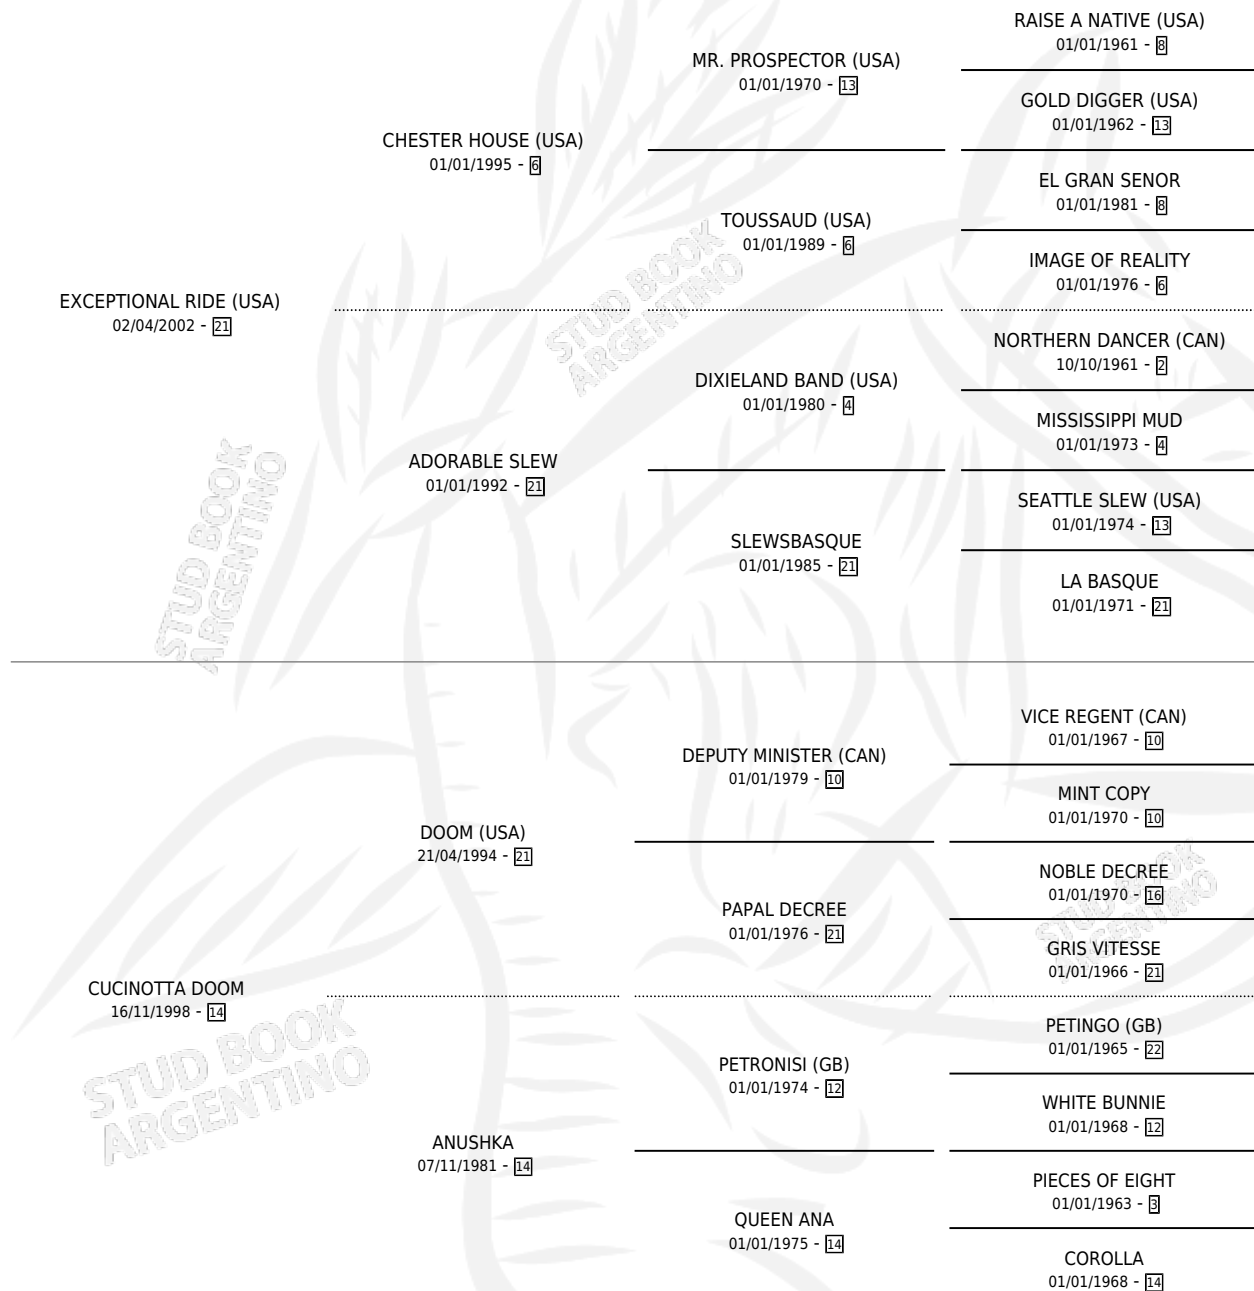 RAISE A NATIVE (USA)
01/01/1961 - 8
MR. PROSPECTOR (USA)
01/01/1970 - 13
GOLD DIGGER (USA)
01/01/1962 - 13
CHESTER HOUSE (USA)
01/01/1995 - 6
EL GRAN SENOR
01/01/1981 - 8
TOUSSAUD (USA)
01/01/1989 - 6
IMAGE OF REALITY
01/01/1976 - 6
EXCEPTIONAL RIDE (USA)
02/04/2002 - 21
NORTHERN DANCER (CAN)
10/10/1961 - 2
DIXIELAND BAND (USA)
01/01/1980 - 4
MISSISSIPPI MUD
01/01/1973 - 4
ADORABLE SLEW
01/01/1992 - 21
SEATTLE SLEW (USA)
01/01/1974 - 13
SLEWSBASQUE
01/01/1985 - 21
LA BASQUE
01/01/1971 - 21
VICE REGENT (CAN)
01/01/1967 - 10
DEPUTY MINISTER (CAN)
01/01/1979 - 10
MINT COPY
01/01/1970 - 10
DOOM (USA)
21/04/1994 - 21
NOBLE DECREE
01/01/1970 - 16
PAPAL DECREE
01/01/1976 - 21
GRIS VITESSE
01/01/1966 - 21
CUCINOTTA DOOM
16/11/1998 - 14
PETINGO (GB)
01/01/1965 - 22
PETRONISI (GB)
01/01/1974 - 12
WHITE BUNNIE
01/01/1968 - 12
ANUSHKA
07/11/1981 - 14
PIECES OF EIGHT
01/01/1963 - 3
QUEEN ANA
01/01/1975 - 14
COROLLA
01/01/1968 - 14
STUD BOOK
ARGENTINO
STUD BOOK
ARGENTINO
STUD BOOK
ARGENTINO
STUD BOOK
ARGENTINO